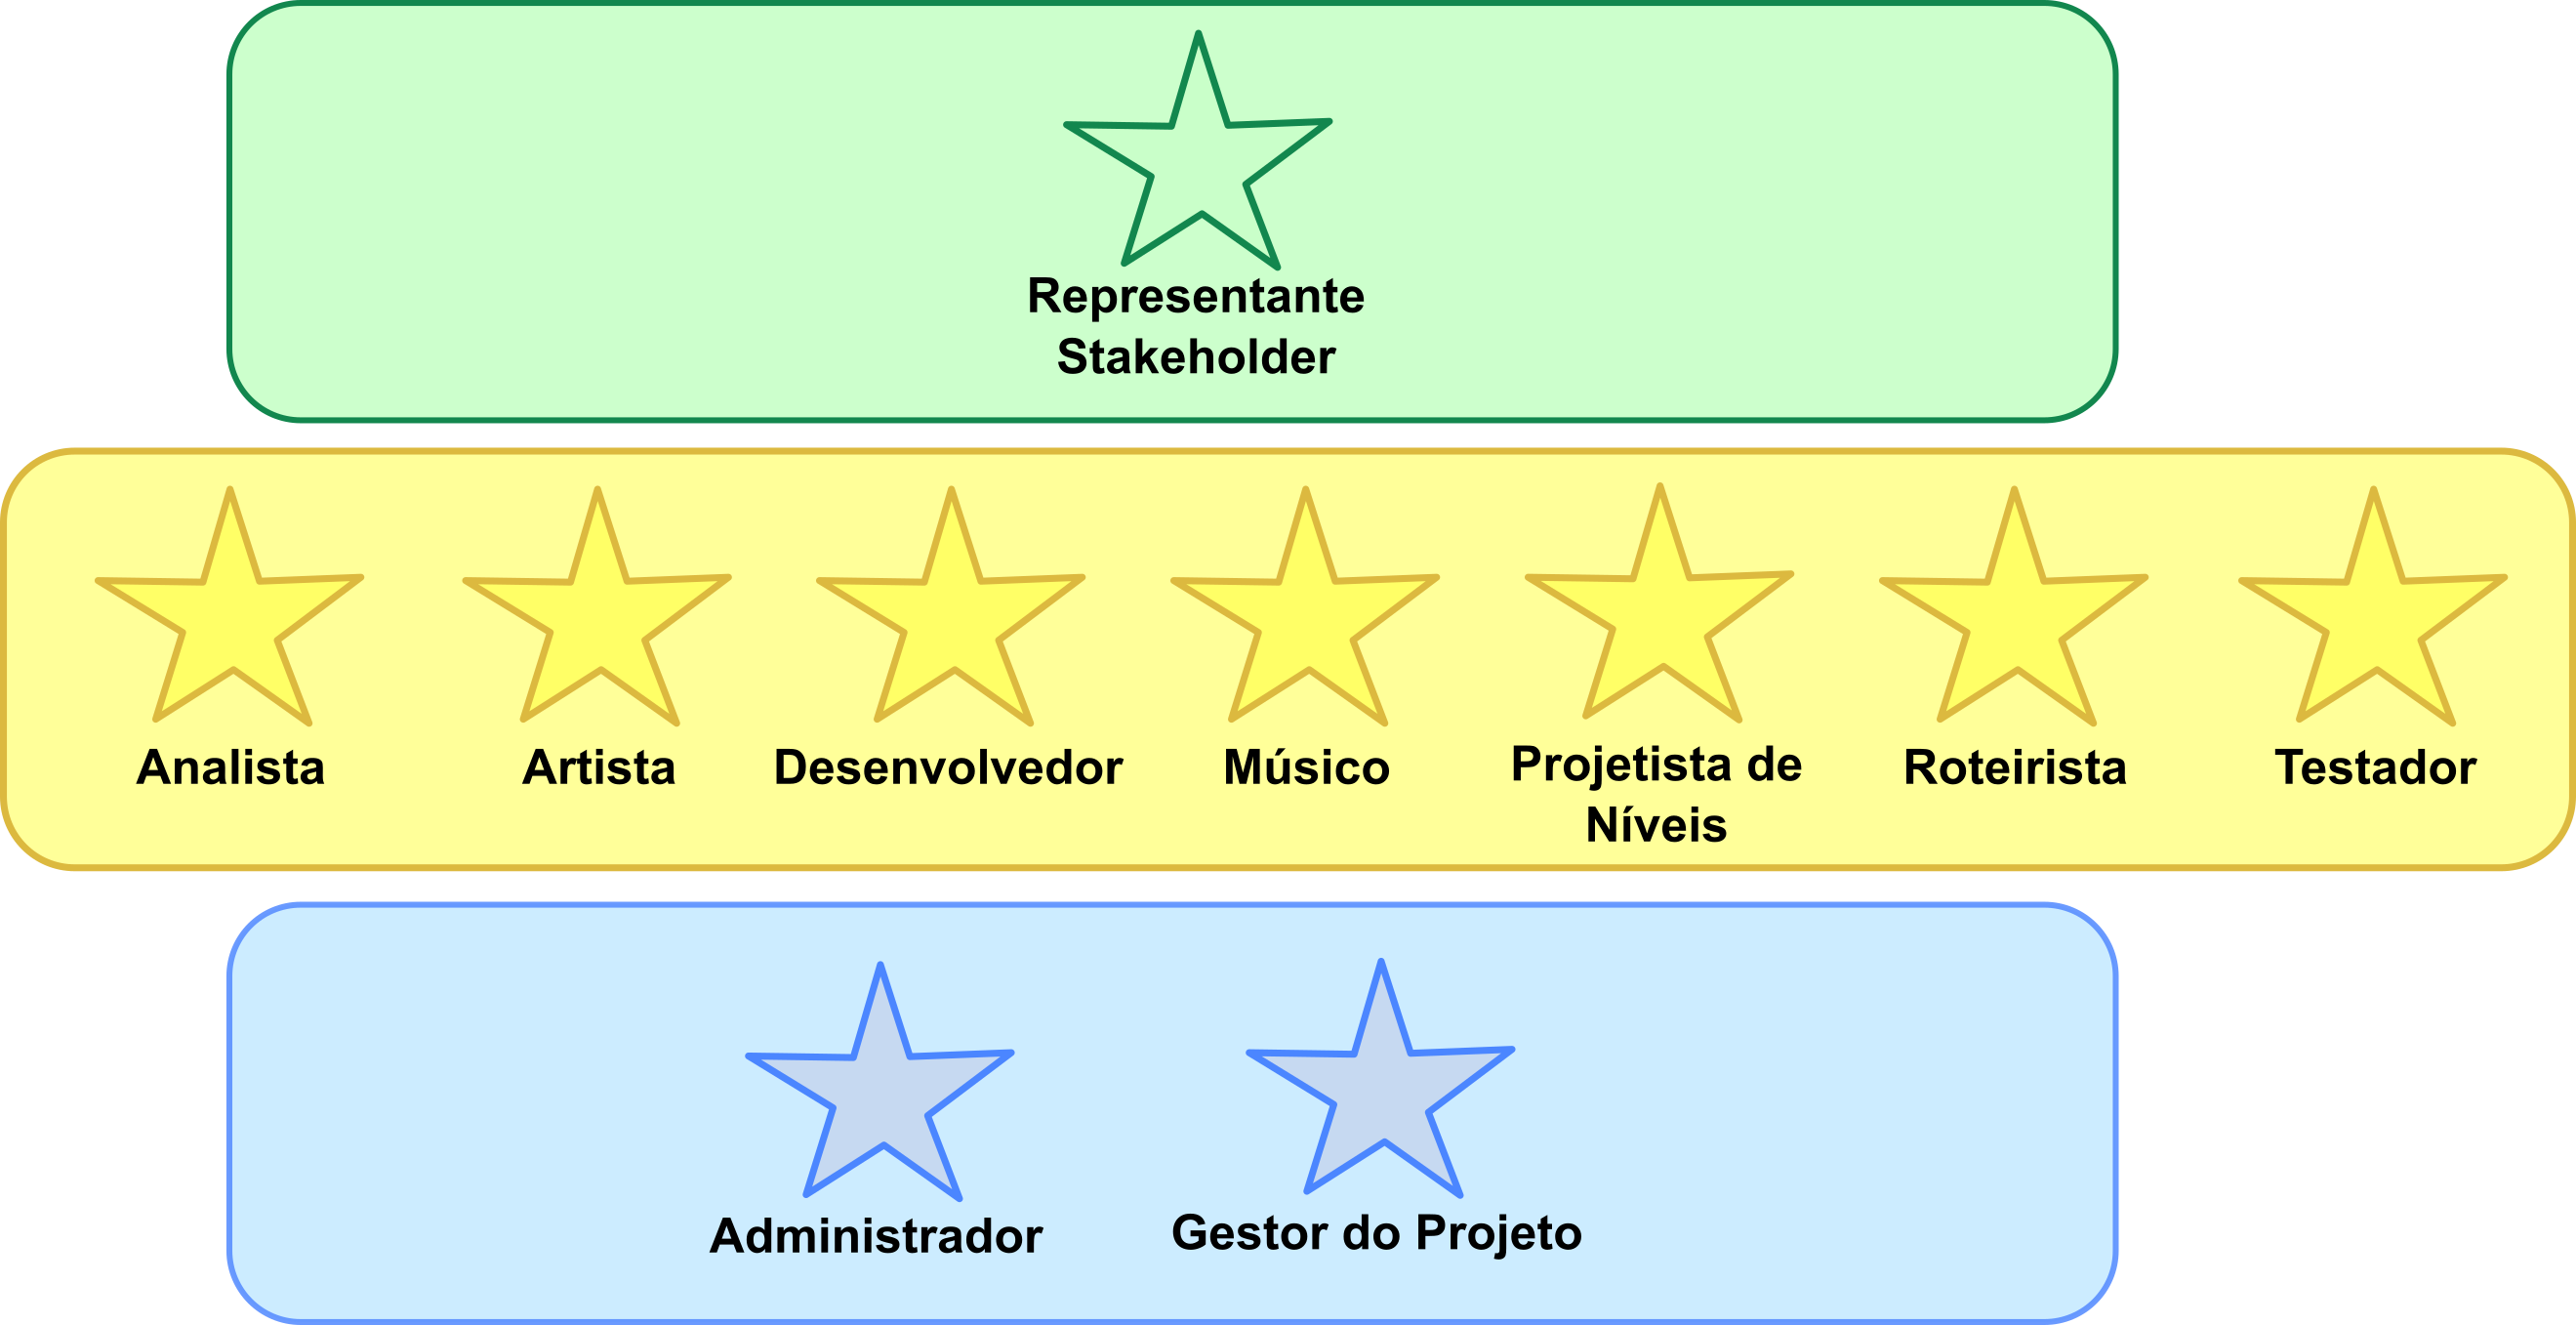 Representante
Stakeholder
Analista
Artista
Desenvolvedor
Músico
Projetista de
Níveis
Roteirista
Testador
Administrador
Gestor do Projeto